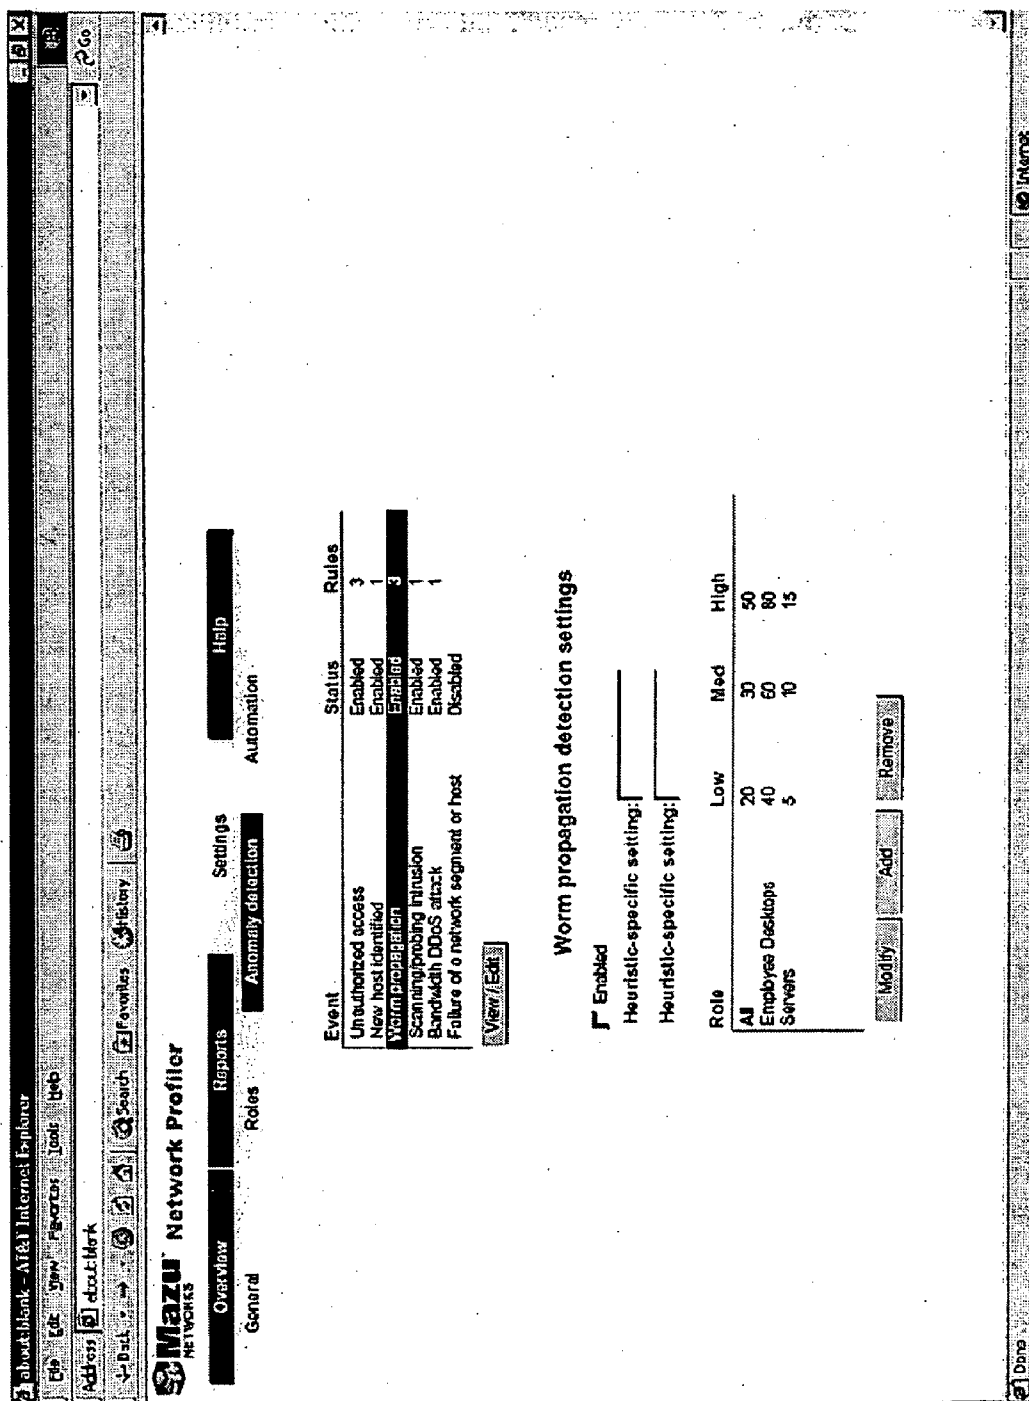 about:blank - AT&T Internet Explorer
File Edit View Favorites Tools Help
Address about:blank Go
Back Search Favorites History
Mazu™ Network Profiler
NETWORKS
Overview Reports Settings Help
General Roles Anomaly detection Automation
Event Status Rules
Unauthorized access Enabled 3
New host identified Enabled 1
Worm propagation Enabled 3
Scanning/probing intrusion Enabled 1
Bandwidth DDoS attack Enabled 1
Failure of a network segment or host Disabled
View / Edit
Worm propagation detection settings
Enabled
Heuristic-specific setting:
Heuristic-specific setting:
Role Low Med High
All 20 30 50
Employee Desktops 40 60 80
Servers 5 10 15
Modify Add Remove
Done Internet